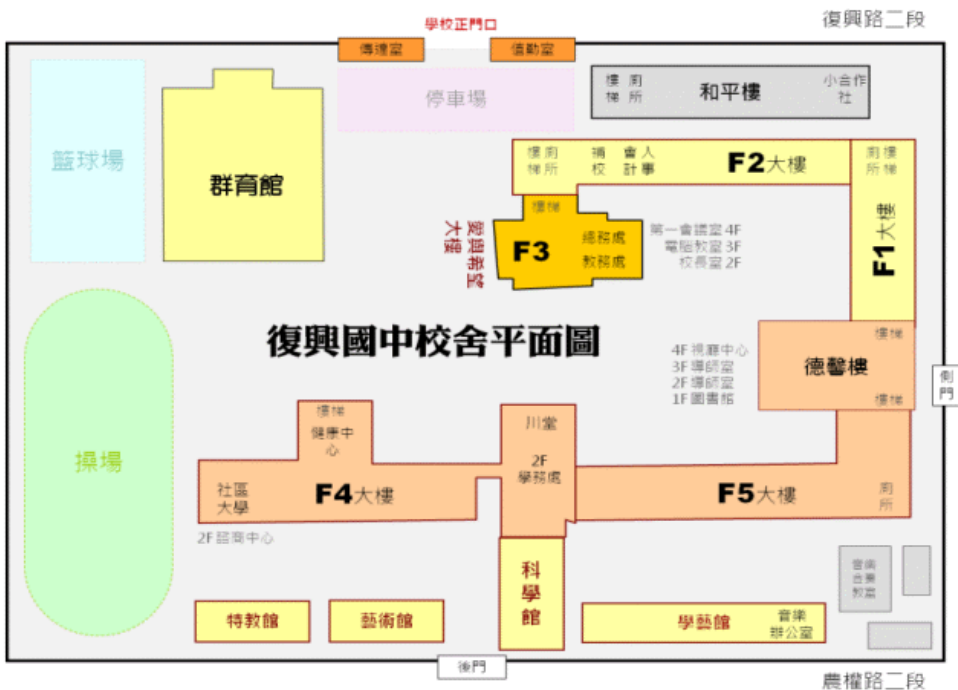 復興路二段
學校正門口
傳達室
值勤室
停車場
籃球場
群育館
樓梯
廁所
和平樓
小合作
社
樓梯
廁所
補校
會計
人事
F2大樓
廁所
樓梯
F1大樓
樓梯
F3
總務處
教務處
愛與希望
大樓
第一會議室4F
電腦教室3F
校長室2F
復興國中校舍平面圖
4F視廳中心
3F導師室
2F導師室
1F圖書館
樓梯
德馨樓
樓梯
側門
操場
樓梯
健康中
心
社區
大學
F4大樓
2F諮商中心
川堂
2F
學務處
F5大樓
廁所
科學館
特教館
藝術館
學藝館
音樂
辦公室
音樂
合奏
教室
後門
農權路二段